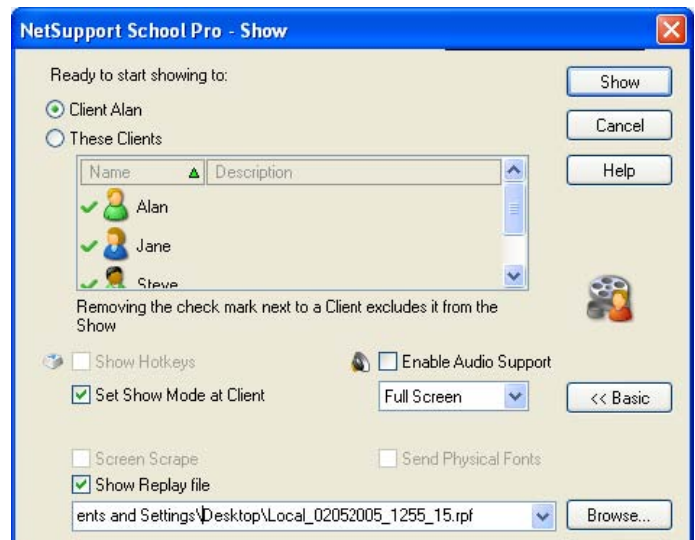 NetSupport School Pro - Show
Ready to start showing to:
Show
Client Alan
Cancel
These Clients
Name Description
Help
Alan
Jane
Steve
Removing the check mark next to a Client excludes it from the
Show
Show Hotkeys
Enable Audio Support
Set Show Mode at Client
Full Screen
<< Basic
Screen Scrape
Send Physical Fonts
Show Replay file
ents and Settings\Desktop\Local_02052005_1255_15.rpf
Browse...